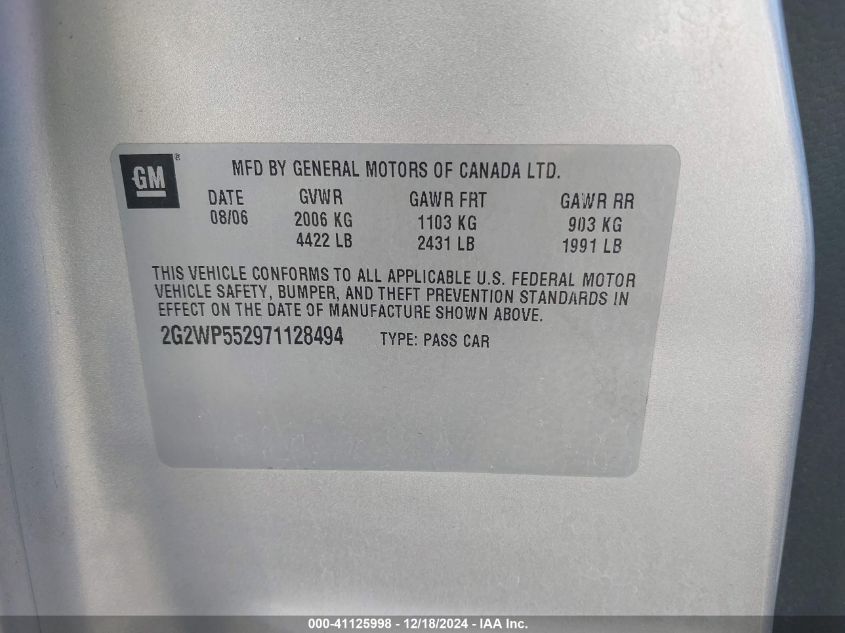 GM®
MFD BY GENERAL MOTORS OF CANADA LTD.
DATE GVWR GAWR FRT GAWR RR
08/06 2006 KG 1103 KG 903 KG
4422 LB 2431 LB 1991 LB
THIS VEHICLE CONFORMS TO ALL APPLICABLE U.S. FEDERAL MOTOR
VEHICLE SAFETY, BUMPER, AND THEFT PREVENTION STANDARDS IN
EFFECT ON THE DATE OF MANUFACTURE SHOWN ABOVE.
2G2WP552971128494 TYPE: PASS CAR
000-41125998 - 12/18/2024 - IAA Inc.